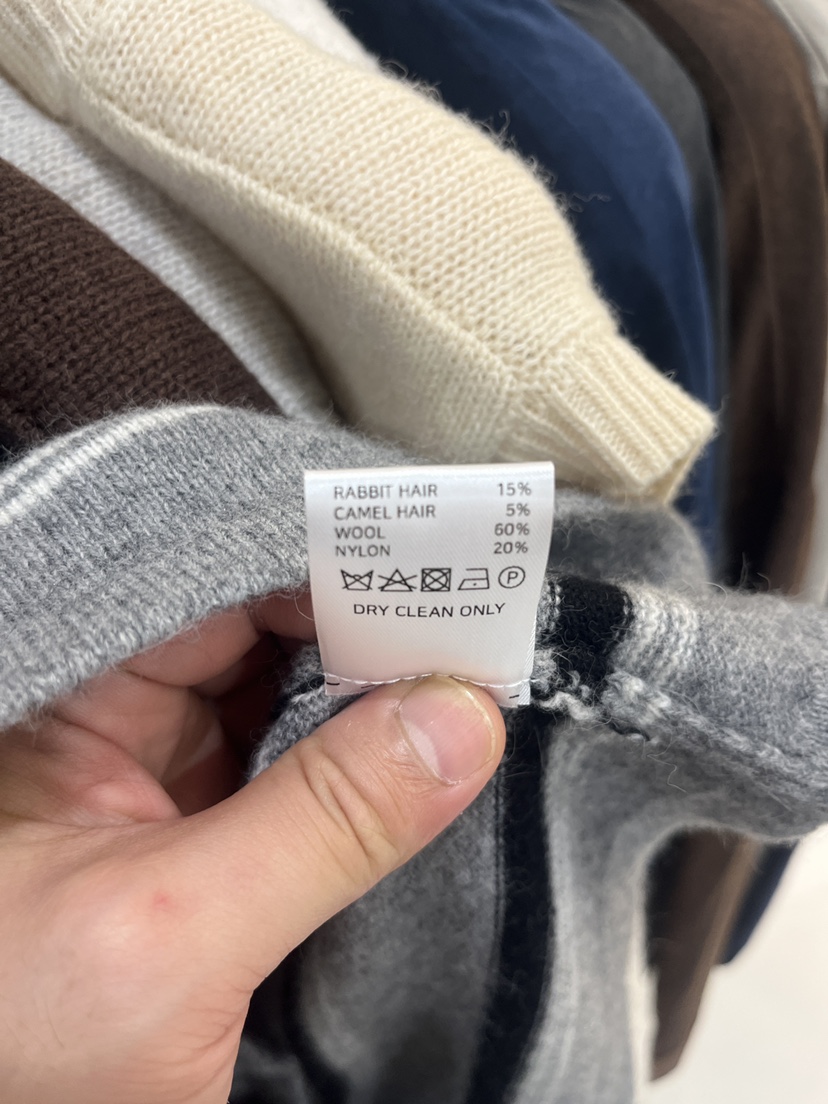 RABBIT HAIR 15%
CAMEL HAIR 5%
WOOL 60%
NYLON 20%
P
DRY CLEAN ONLY